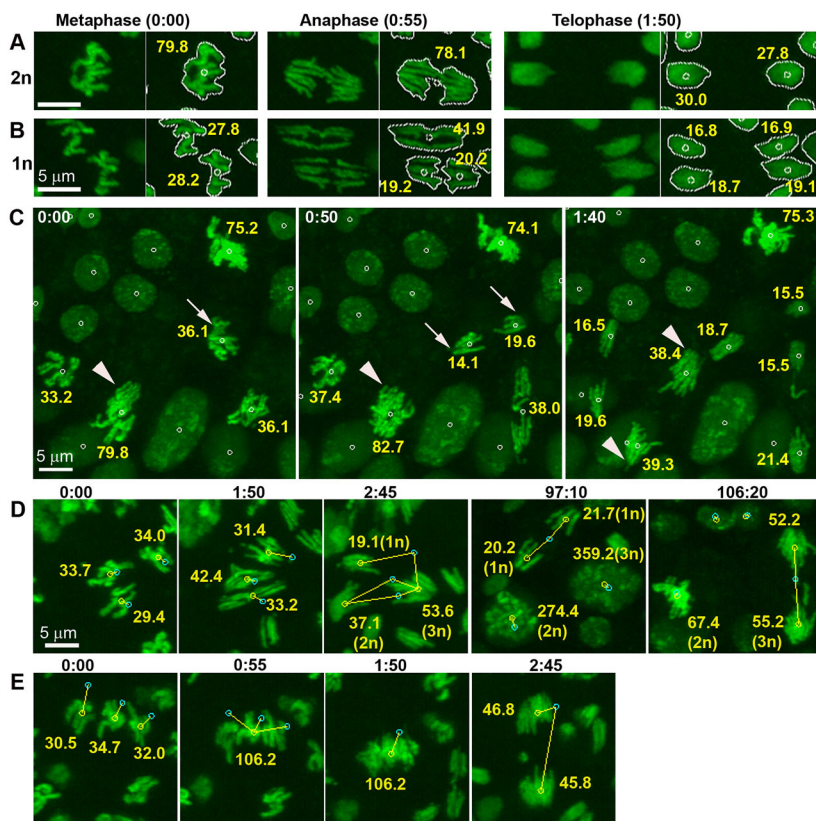 Metaphase (0:00) Anaphase (0:55) Telophase (1:50)
A
2n
79.8
78.1
27.8
30.0
B
1n
27.8
28.2
41.9
20.2
19.2
16.8 16.9
18.7 19.1
5 μm
C
0:00
75.2
36.1
33.2
36.1
79.8
5 μm
0:50
74.1
19.6
14.1
37.4
38.0
82.7
1:40
75.3
15.5
16.5
18.7
38.4
15.5
19.6
39.3
21.4
D
0:00 1:50 2:45 97:10 106:20
34.0
33.7
29.4
5 μm
31.4
42.4
33.2
19.1(1n)
37.1
(2n)
53.6
(3n)
21.7(1n)
20.2
(1n)
359.2(3n)
274.4
(2n)
52.2
67.4
(2n)
55.2
(3n)
E
0:00 0:55 1:50 2:45
30.5
34.7
32.0
106.2
106.2
46.8
45.8